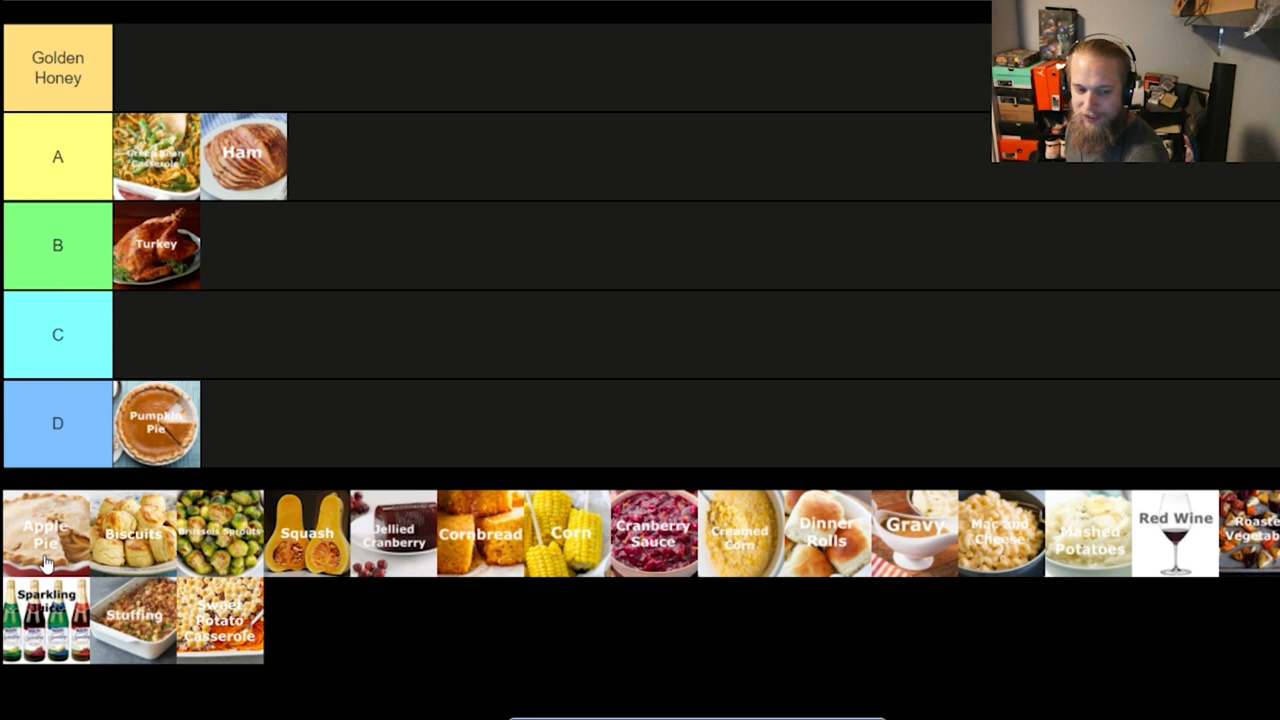 Golden
Honey
A
Green Bean
Casserole
Ham
B
Turkey
C
D
Pumpkin
Pie
Apple
Pie
Biscuits
Brussels Sprouts
Squash
Jellied
Cranberry
Cornbread
Corn
Cranberry
Sauce
Creamed
Corn
Dinner
Rolls
Gravy
Mac and
Cheese
Mashed
Potatoes
Red Wine
Roaste
Vegetab
Sparkling
Juice
Stuffing
Sweet
Potato
Casserole